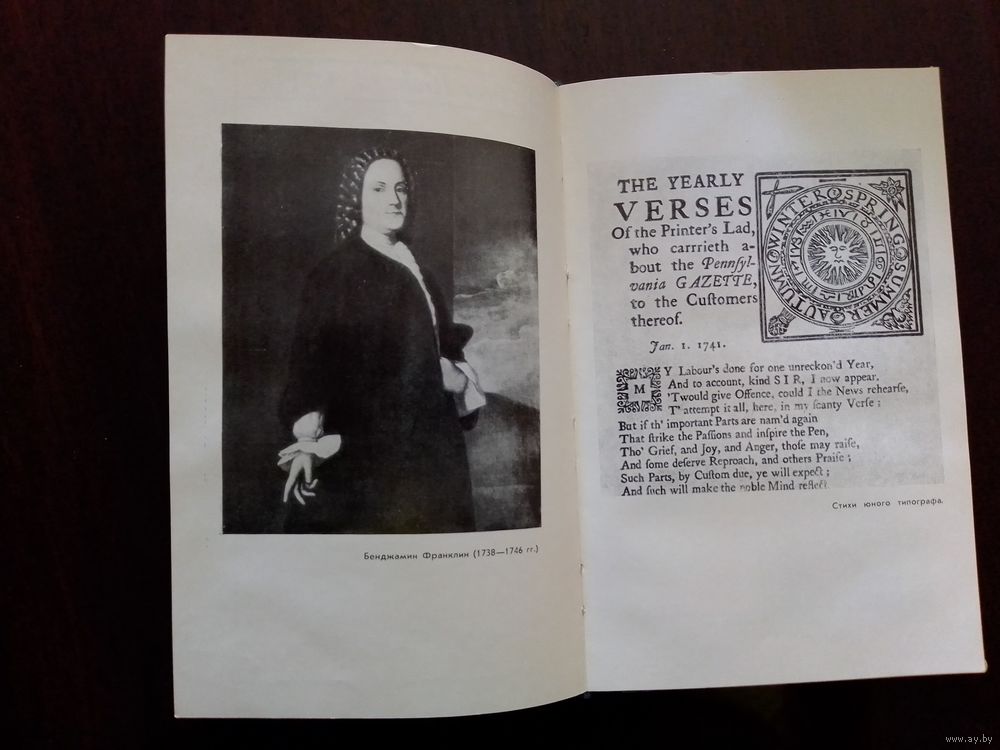 Бенджамин Франклин (1738—1746 гг.)
THE YEARLY
VERSES
Of the Printer's Lad,
who carrrieth a-
bout the Pennſyl-
vania GAZETTE,
to the Cuſtomers
thereof.
Jan. 1. 1741.
WINTER SPRING SUMMER AUTUMN
MY Labour's done for one unreckon'd Year,
And to account, kind SIR, I now appear.
'Twould give Offence, could I the News rehearſe,
T' attempt it all, here, in my ſcanty Verſe;
But if th' important Parts are nam'd again
That ſtrike the Paſſions and inſpire the Pen,
Tho' Grief, and Joy, and Anger, thoſe may raiſe,
And ſome deſerve Reproach, and others Praiſe;
Such Parts, by Cuſtom due, ye will expect;
And ſuch will make the noble Mind reflect.
Стихи юного типографа.
www.ay.by